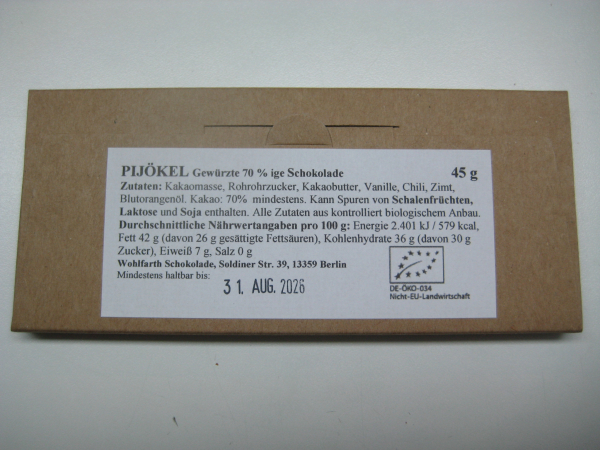 PIJÖKEL Gewürzte 70 % ige Schokolade 45 g
Zutaten: Kakaomasse, Rohrohrzucker, Kakaobutter, Vanille, Chili, Zimt,
Blutorangenöl. Kakao: 70% mindestens. Kann Spuren von Schalenfrüchten,
Laktose und Soja enthalten. Alle Zutaten aus kontrolliert biologischem Anbau.
Durchschnittliche Nährwertangaben pro 100 g: Energie 2.401 kJ / 579 kcal,
Fett 42 g (davon 26 g gesättigte Fettsäuren), Kohlenhydrate 36 g (davon 30 g
Zucker), Eiweiß 7 g, Salz 0 g
Wohlfarth Schokolade, Soldiner Str. 39, 13359 Berlin
Mindestens haltbar bis:
31. AUG. 2026
DE-ÖKO-034
Nicht-EU-Landwirtschaft